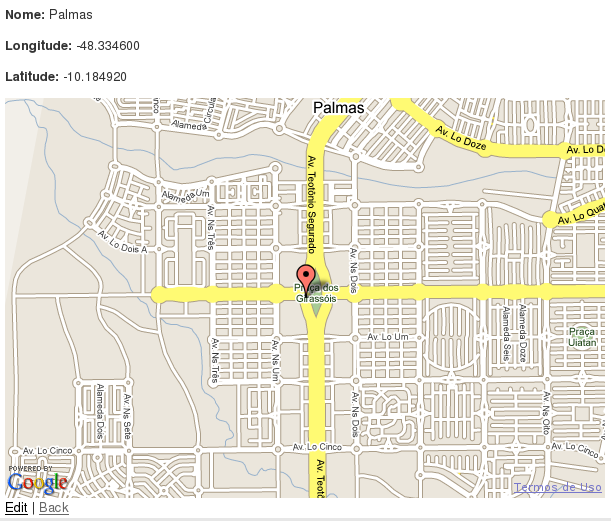 Nome: Palmas
Longitude: -48.334600
Latitude: -10.184920
Palmas
Alameda
Av. Lo Doze
Av. Teotônio Segurado
Alameda Um
Av. Lo Quat
Av. Ns Três
Av. Lo Dois A
Av. Ns Dois
Praça dos
Girassóis
Alameda Seis
Alameda Doze
Praça
Uiatan
Av. Lo Um
Av. Ns Três
Av. Ns Um
Alameda Dois
Av. Ns Sete
Av. Ns Dois
Av. Ns Oito
Av. Lo Cinco
Av. Lo Cinco
Av. Lo Cinco
Av. Teotô
POWERED BY
Google
Termos de Uso
Edit | Back